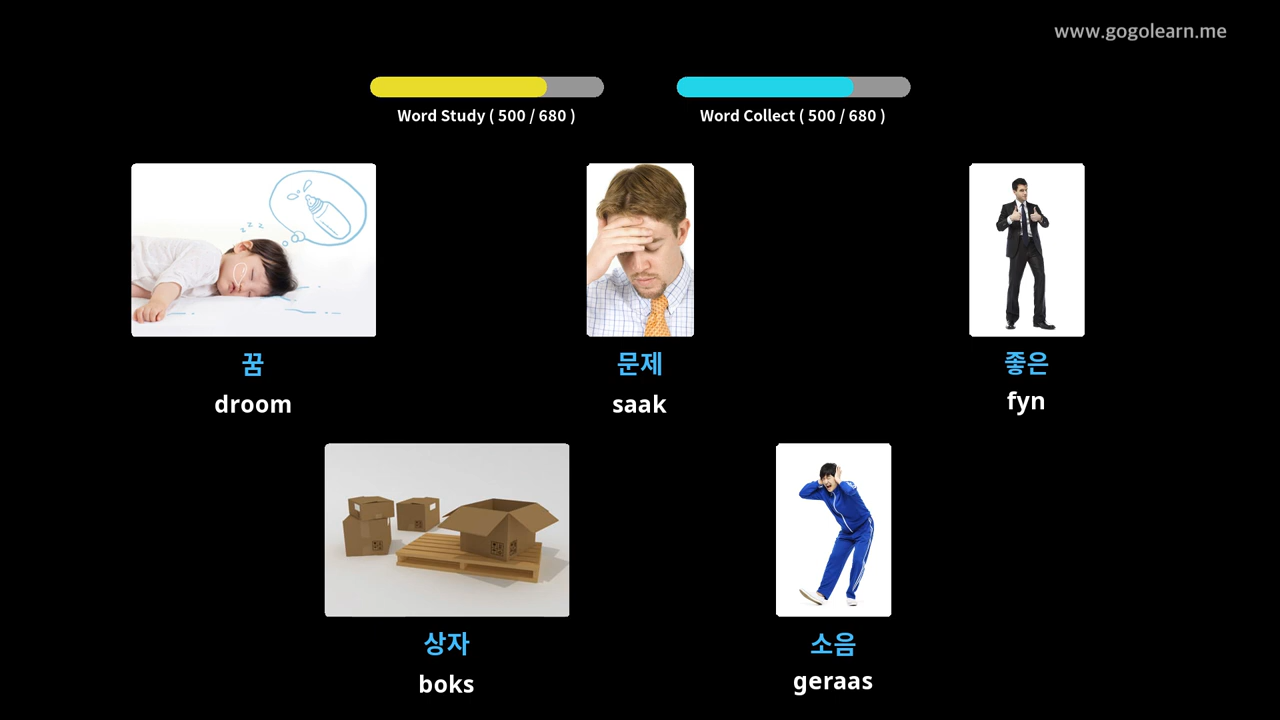 www.gogolearn.me
Word Study ( 500 / 680 )
Word Collect ( 500 / 680 )
z z z
꿈
droom
문제
saak
좋은
fyn
상자
boks
소음
geraas